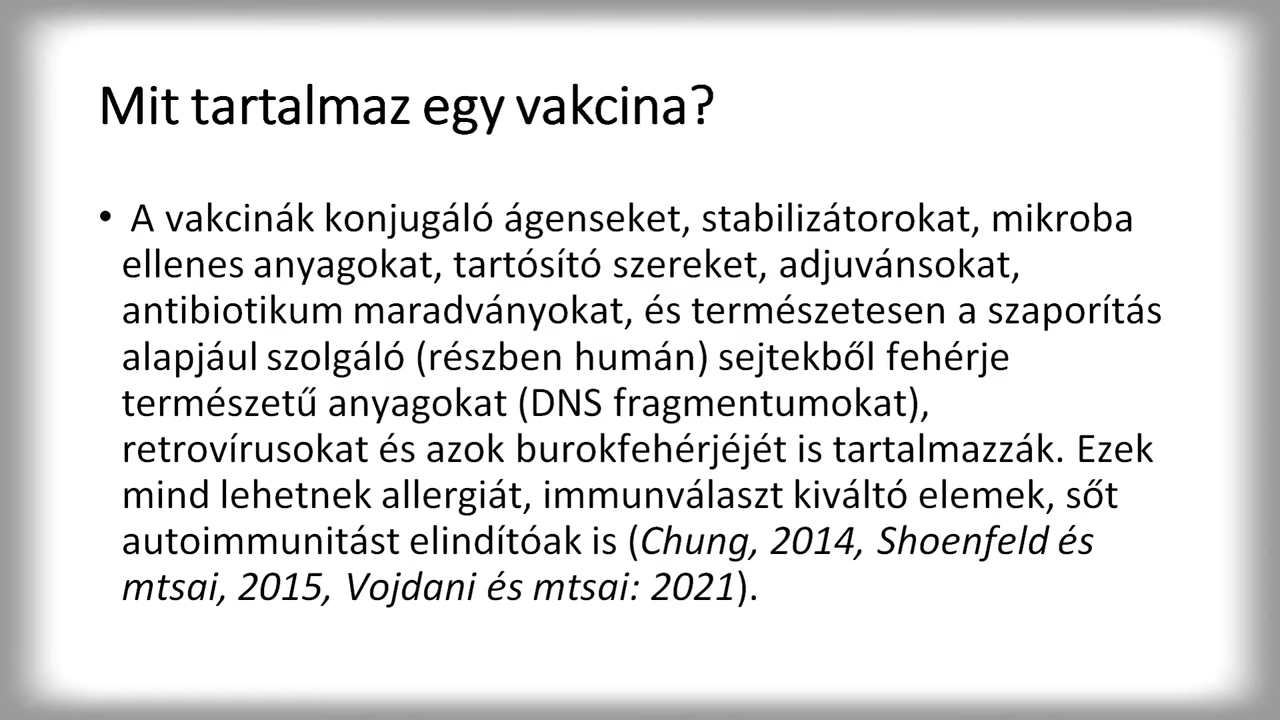 Mit tartalmaz egy vakcina?
• A vakcinák konjugáló ágenseket, stabilizátorokat, mikroba
ellenes anyagokat, tartósító szereket, adjuvánsokat,
antibiotikum maradványokat, és természetesen a szaporítás
alapjául szolgáló (részben humán) sejtekből fehérje
természetű anyagokat (DNS fragmentumokat),
retrovírusokat és azok burokfehérjéjét is tartalmazzák. Ezek
mind lehetnek allergiát, immunválaszt kiváltó elemek, sőt
autoimmunitást elindítóak is (Chung, 2014, Shoenfeld és
mtsai, 2015, Vojdani és mtsai: 2021).